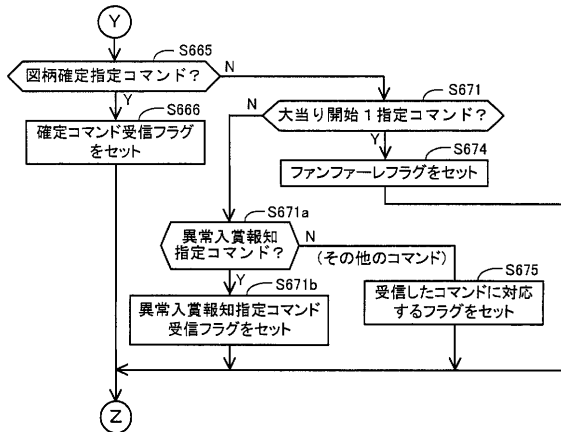 Y
S665
図柄確定指定コマンド？
N
Y
S666
確定コマンド受信フラグ
をセット
S671
大当り開始１指定コマンド？
N
Y
S674
ファンファーレフラグをセット
S671a
異常入賞報知
指定コマンド？
N
(その他のコマンド)
Y
S671b
異常入賞報知指定コマンド
受信フラグをセット
S675
受信したコマンドに対応
するフラグをセット
Z